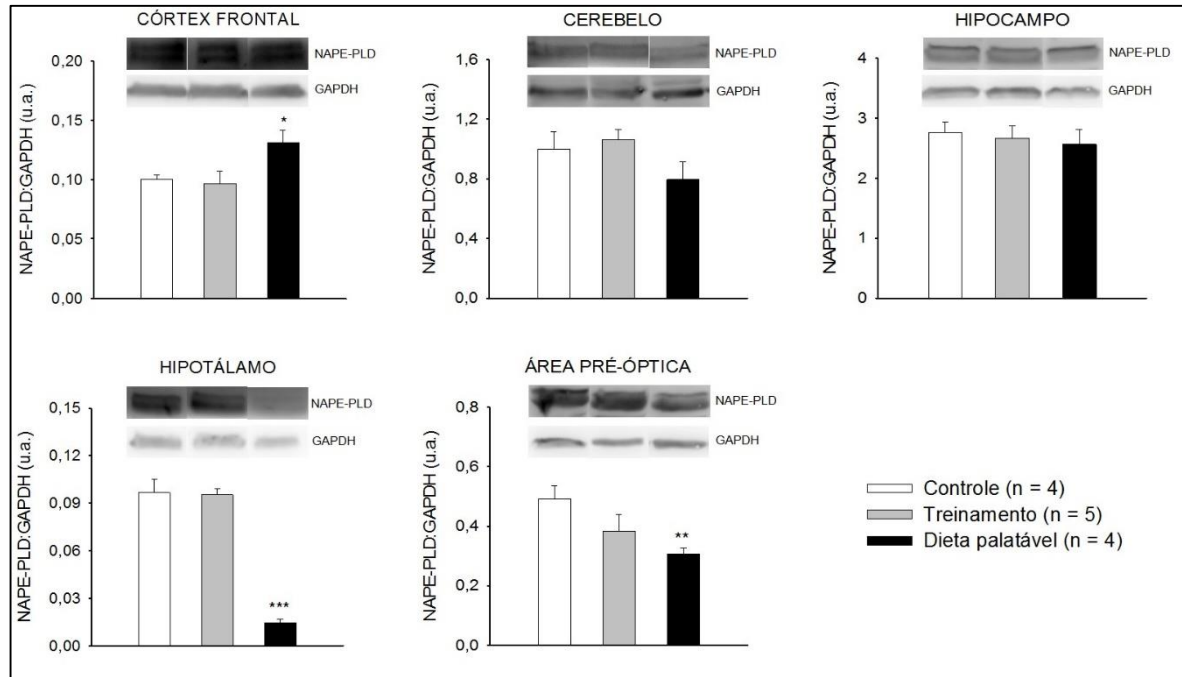 CÓRTEX FRONTAL
NAPE-PLD
GAPDH
NAPE-PLD:GAPDH (u.a.)
0,20
0,15
0,10
0,05
0,00
*
CEREBELO
NAPE-PLD
GAPDH
NAPE-PLD:GAPDH (u.a.)
1,6
1,2
0,8
0,4
0,0
HIPOCAMPO
NAPE-PLD
GAPDH
NAPE-PLD:GAPDH (u.a.)
4
3
2
1
0
HIPOTÁLAMO
NAPE-PLD
GAPDH
NAPE-PLD:GAPDH (u.a.)
0,15
0,12
0,09
0,06
0,03
0,00
***
ÁREA PRÉ-ÓPTICA
NAPE-PLD
GAPDH
NAPE-PLD:GAPDH (u.a.)
0,8
0,6
0,4
0,2
0,0
**
Controle (n = 4)
Treinamento (n = 5)
Dieta palatável (n = 4)